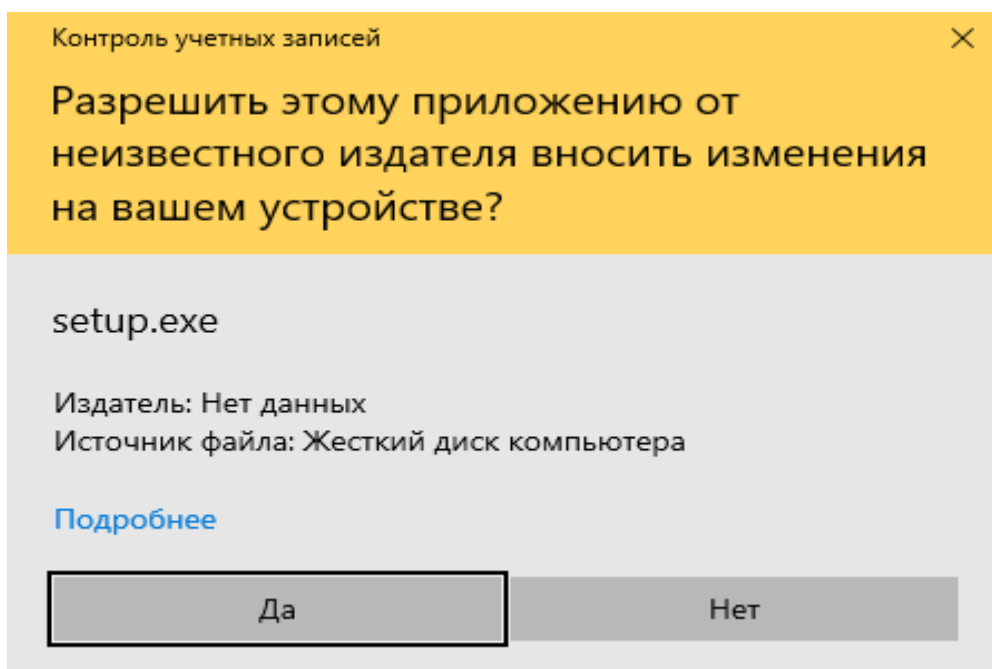 Контроль учетных записей
Разрешить этому приложению от
неизвестного издателя вносить изменения
на вашем устройстве?
setup.exe
Издатель: Нет данных
Источник файла: Жесткий диск компьютера
Подробнее
Да
Нет